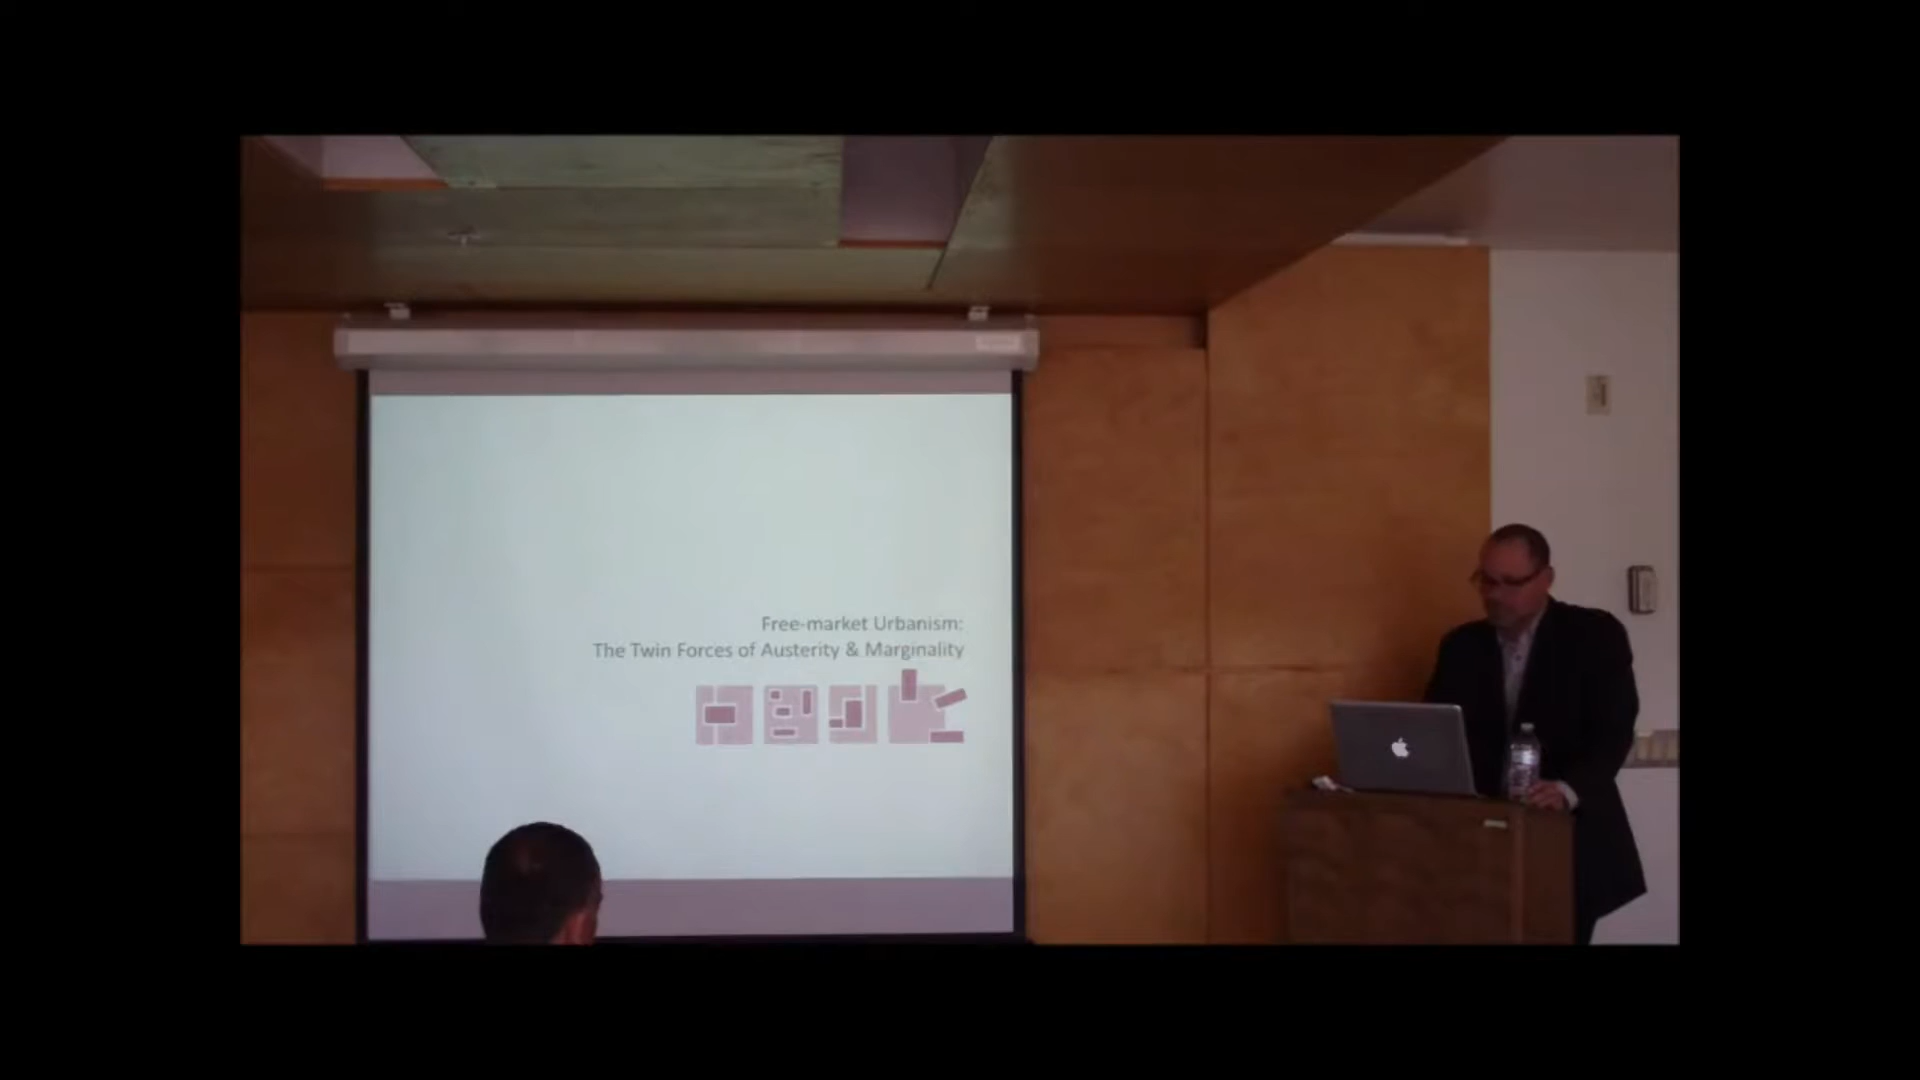 Free-market Urbanism:
The Twin Forces of Austerity & Marginality